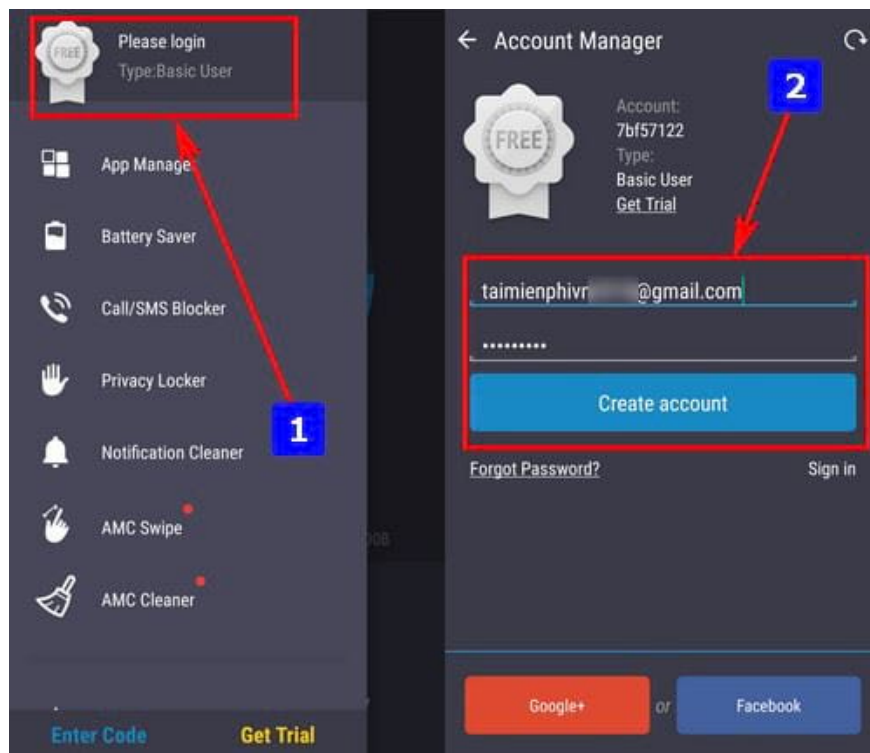 FREE
Please login
Type:Basic User
App Manage
Battery Saver
Call/SMS Blocker
Privacy Locker
Notification Cleaner
AMC Swipe
AMC Cleaner
Enter Code
Get Trial
1
Account Manager
2
FREE
Account:
7bf57122
Type:
Basic User
Get Trial
taimienphivn @gmail.com
•••••••••
Create account
Forgot Password?
Sign in
Google+
or
Facebook